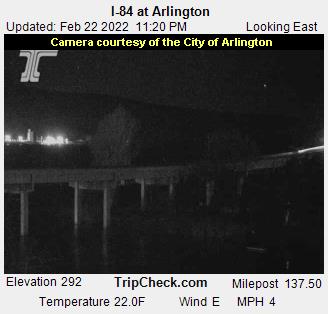 I-84 at Arlington
Updated: Feb 22 2022 11:20 PM Looking East
Camera courtesy of the City of Arlington
Elevation 292 TripCheck.com Milepost 137.50
Temperature 22.0F Wind E MPH 4